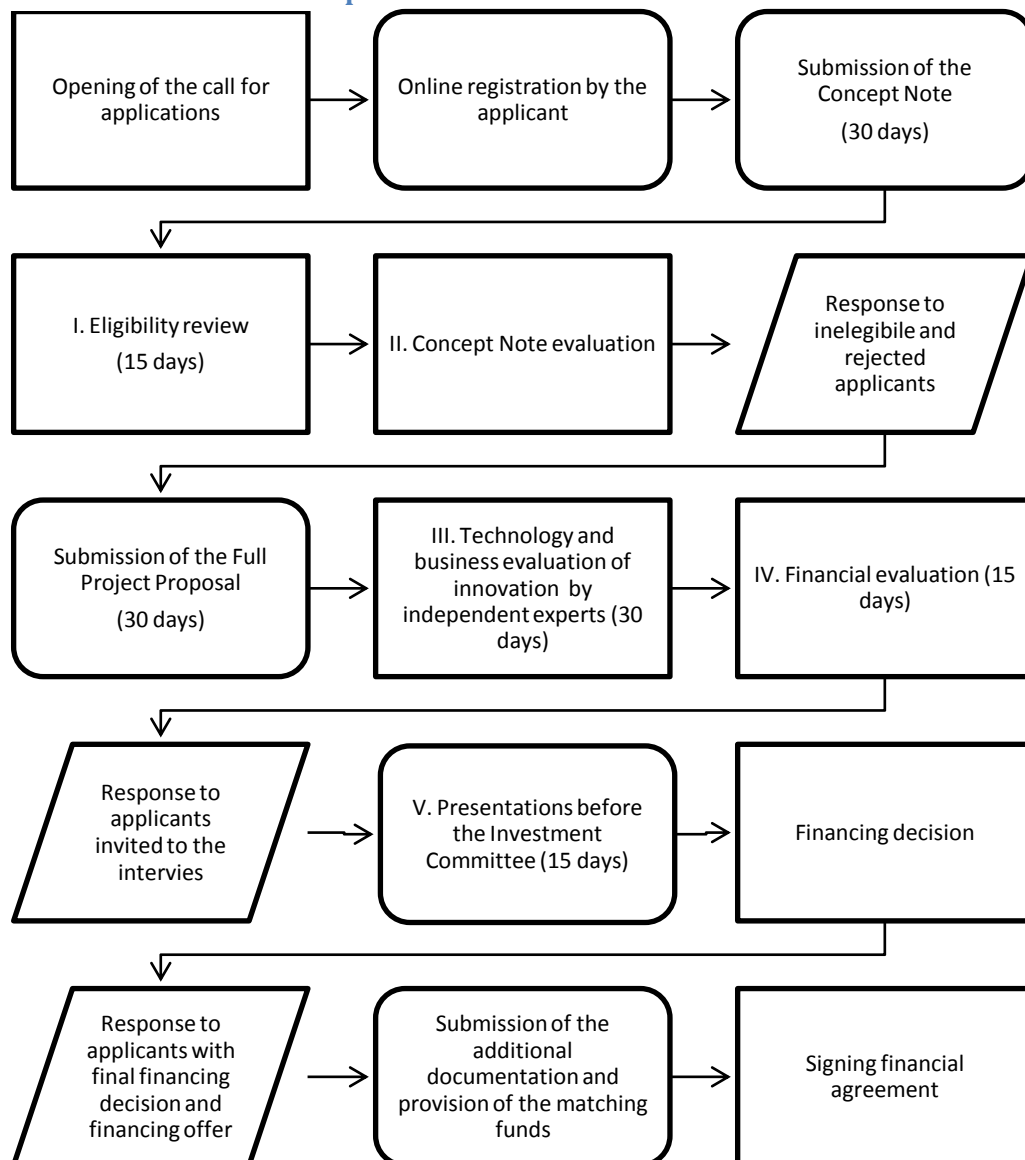 Opening of the call for
applications
Online registration by the
applicant
Submission of the
Concept Note
(30 days)
I. Eligibility review
(15 days)
II. Concept Note evaluation
Response to
inelegibile and
rejected
applicants
Submission of the Full
Project Proposal
(30 days)
III. Technology and
business evaluation of
innovation by
independent experts (30
days)
IV. Financial evaluation (15
days)
Response to
applicants
invited to the
intervies
V. Presentations before
the Investment
Committee (15 days)
Financing decision
Response to
applicants with
final financing
decision and
financing offer
Submission of the
additional
documentation and
provision of the matching
funds
Signing financial
agreement